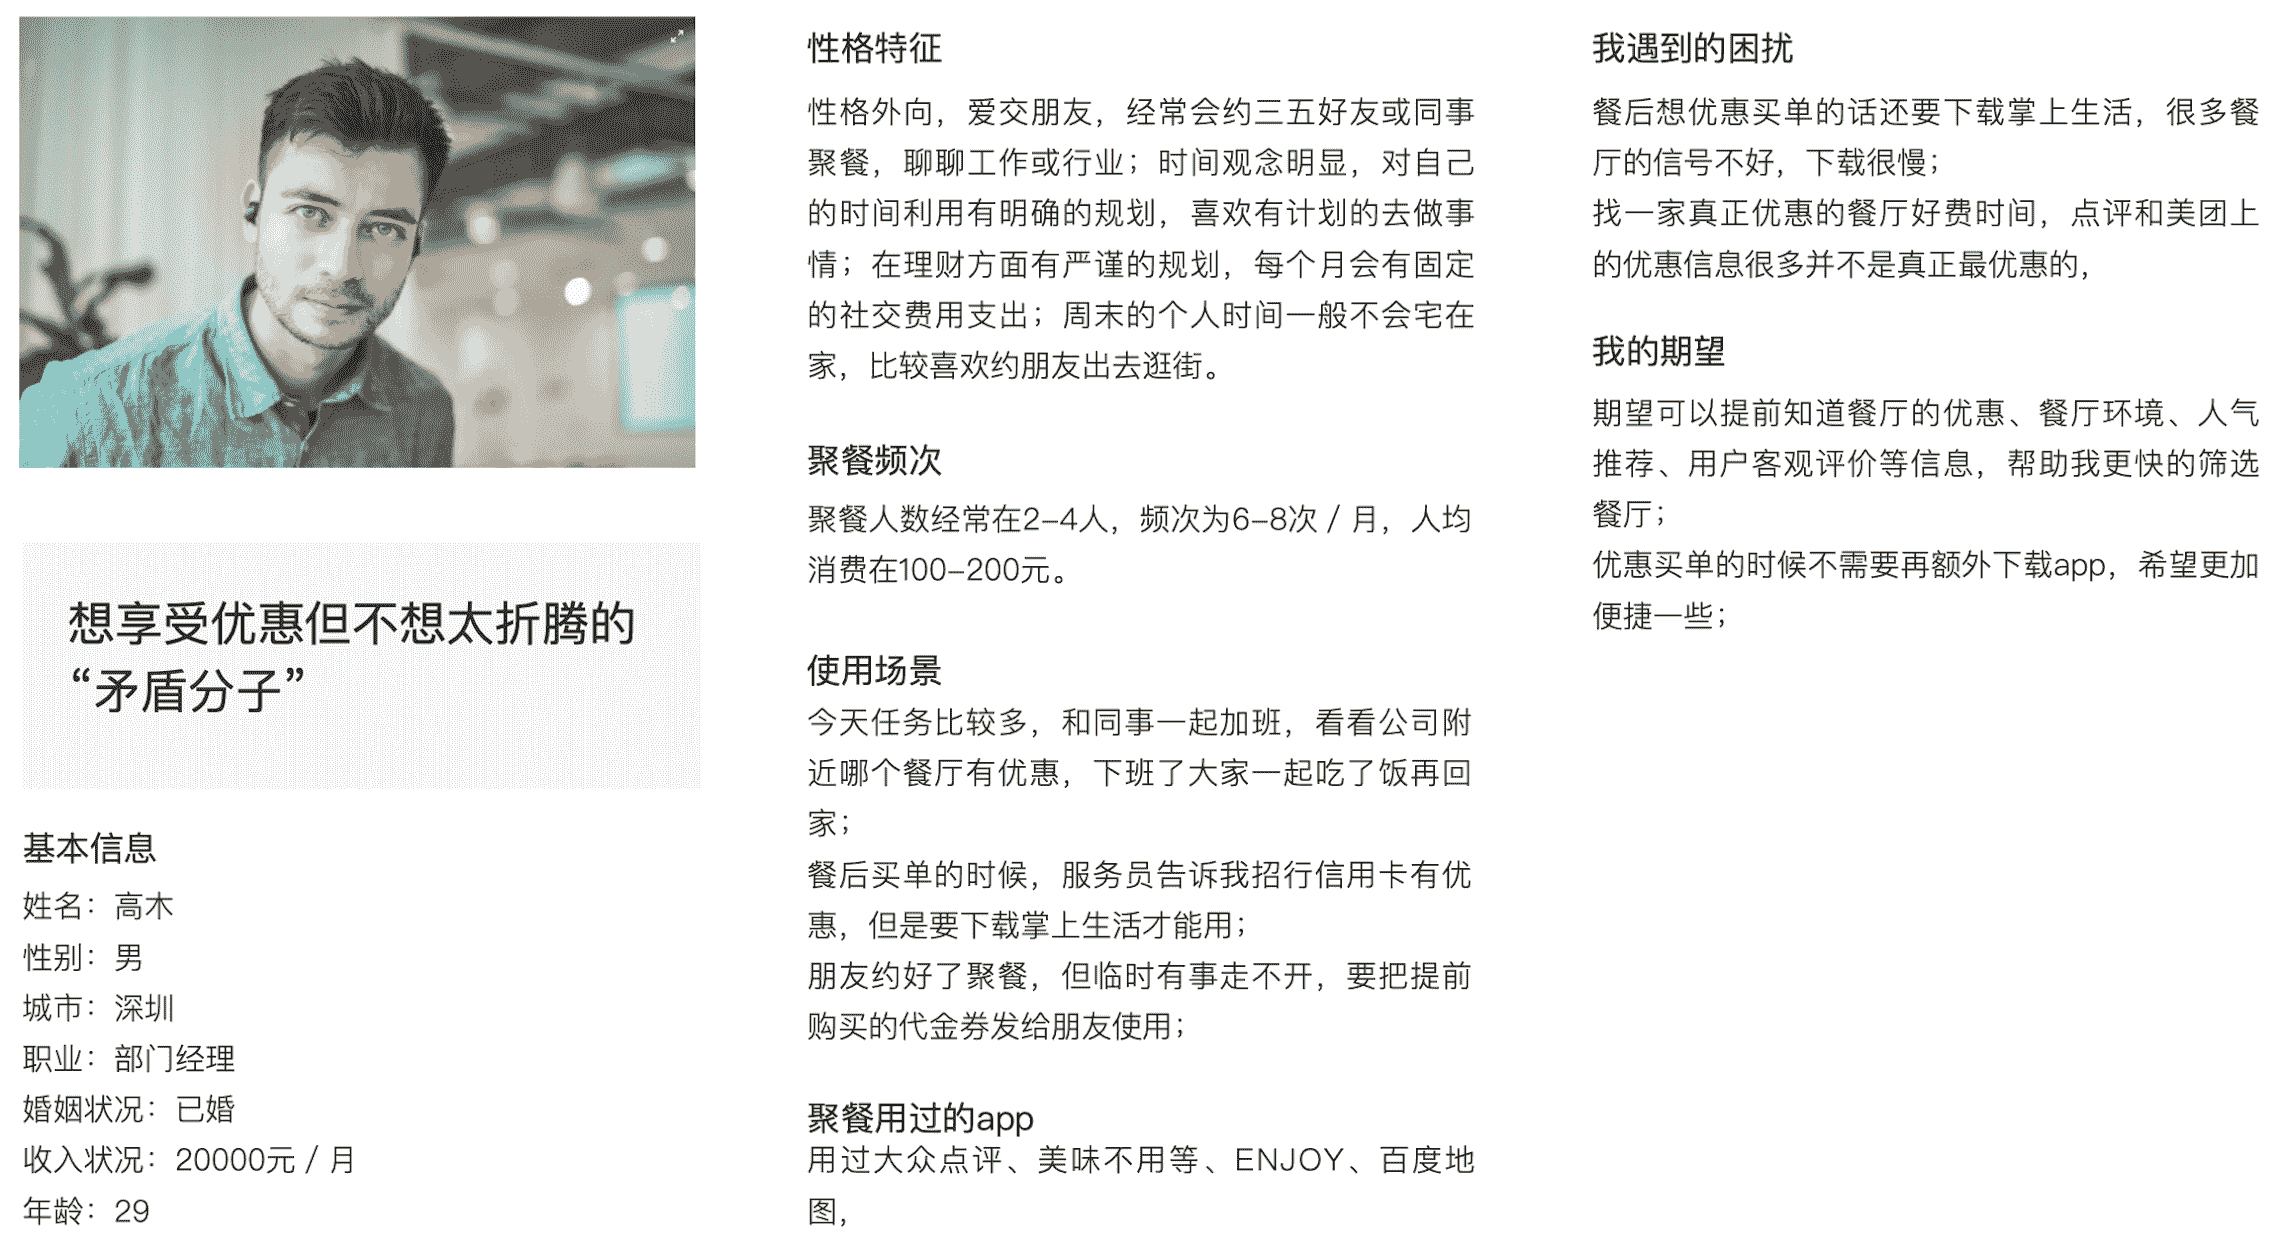 想享受优惠但不想太折腾的
“矛盾分子”
基本信息
姓名：高木
性别：男
城市：深圳
职业：部门经理
婚姻状况：已婚
收入状况：20000元 / 月
年龄：29
性格特征
性格外向，爱交朋友，经常会约三五好友或同事
聚餐，聊聊工作或行业；时间观念明显，对自己
的时间利用有明确的规划，喜欢有计划的去做事
情；在理财方面有严谨的规划，每个月会有固定
的社交费用支出；周末的个人时间一般不会宅在
家，比较喜欢约朋友出去逛街。
聚餐频次
聚餐人数经常在2-4人，频次为6-8次 / 月，人均
消费在100-200元。
使用场景
今天任务比较多，和同事一起加班，看看公司附
近哪个餐厅有优惠，下班了大家一起吃了饭再回
家；
餐后买单的时候，服务员告诉我招行信用卡有优
惠，但是要下载掌上生活才能用；
朋友约好了聚餐，但临时有事走不开，要把提前
购买的代金券发给朋友使用；
聚餐用过的app
用过大众点评、美味不用等、ENJOY、百度地
图，
我遇到的困扰
餐后想优惠买单的话还要下载掌上生活，很多餐
厅的信号不好，下载很慢；
找一家真正优惠的餐厅好费时间，点评和美团上
的优惠信息很多并不是真正最优惠的，
我的期望
期望可以提前知道餐厅的优惠、餐厅环境、人气
推荐、用户客观评价等信息，帮助我更快的筛选
餐厅；
优惠买单的时候不需要再额外下载app，希望更加
便捷一些；